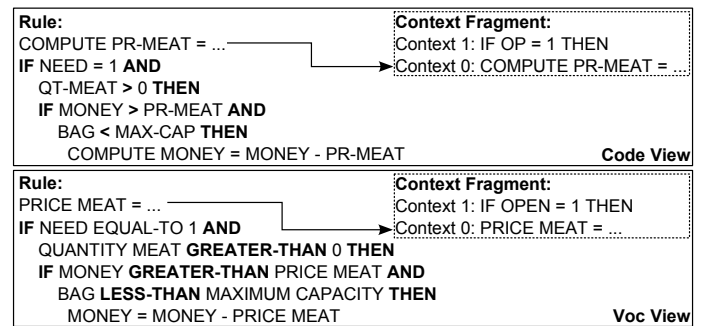 Rule:
COMPUTE PR-MEAT = ...
IF NEED = 1 AND
QT-MEAT > 0 THEN
IF MONEY > PR-MEAT AND
BAG < MAX-CAP THEN
COMPUTE MONEY = MONEY - PR-MEAT
Context Fragment:
Context 1: IF OP = 1 THEN
Context 0: COMPUTE PR-MEAT = ...
Code View
Rule:
PRICE MEAT = ...
IF NEED EQUAL-TO 1 AND
QUANTITY MEAT GREATER-THAN 0 THEN
IF MONEY GREATER-THAN PRICE MEAT AND
BAG LESS-THAN MAXIMUM CAPACITY THEN
MONEY = MONEY - PRICE MEAT
Context Fragment:
Context 1: IF OPEN = 1 THEN
Context 0: PRICE MEAT = ...
Voc View